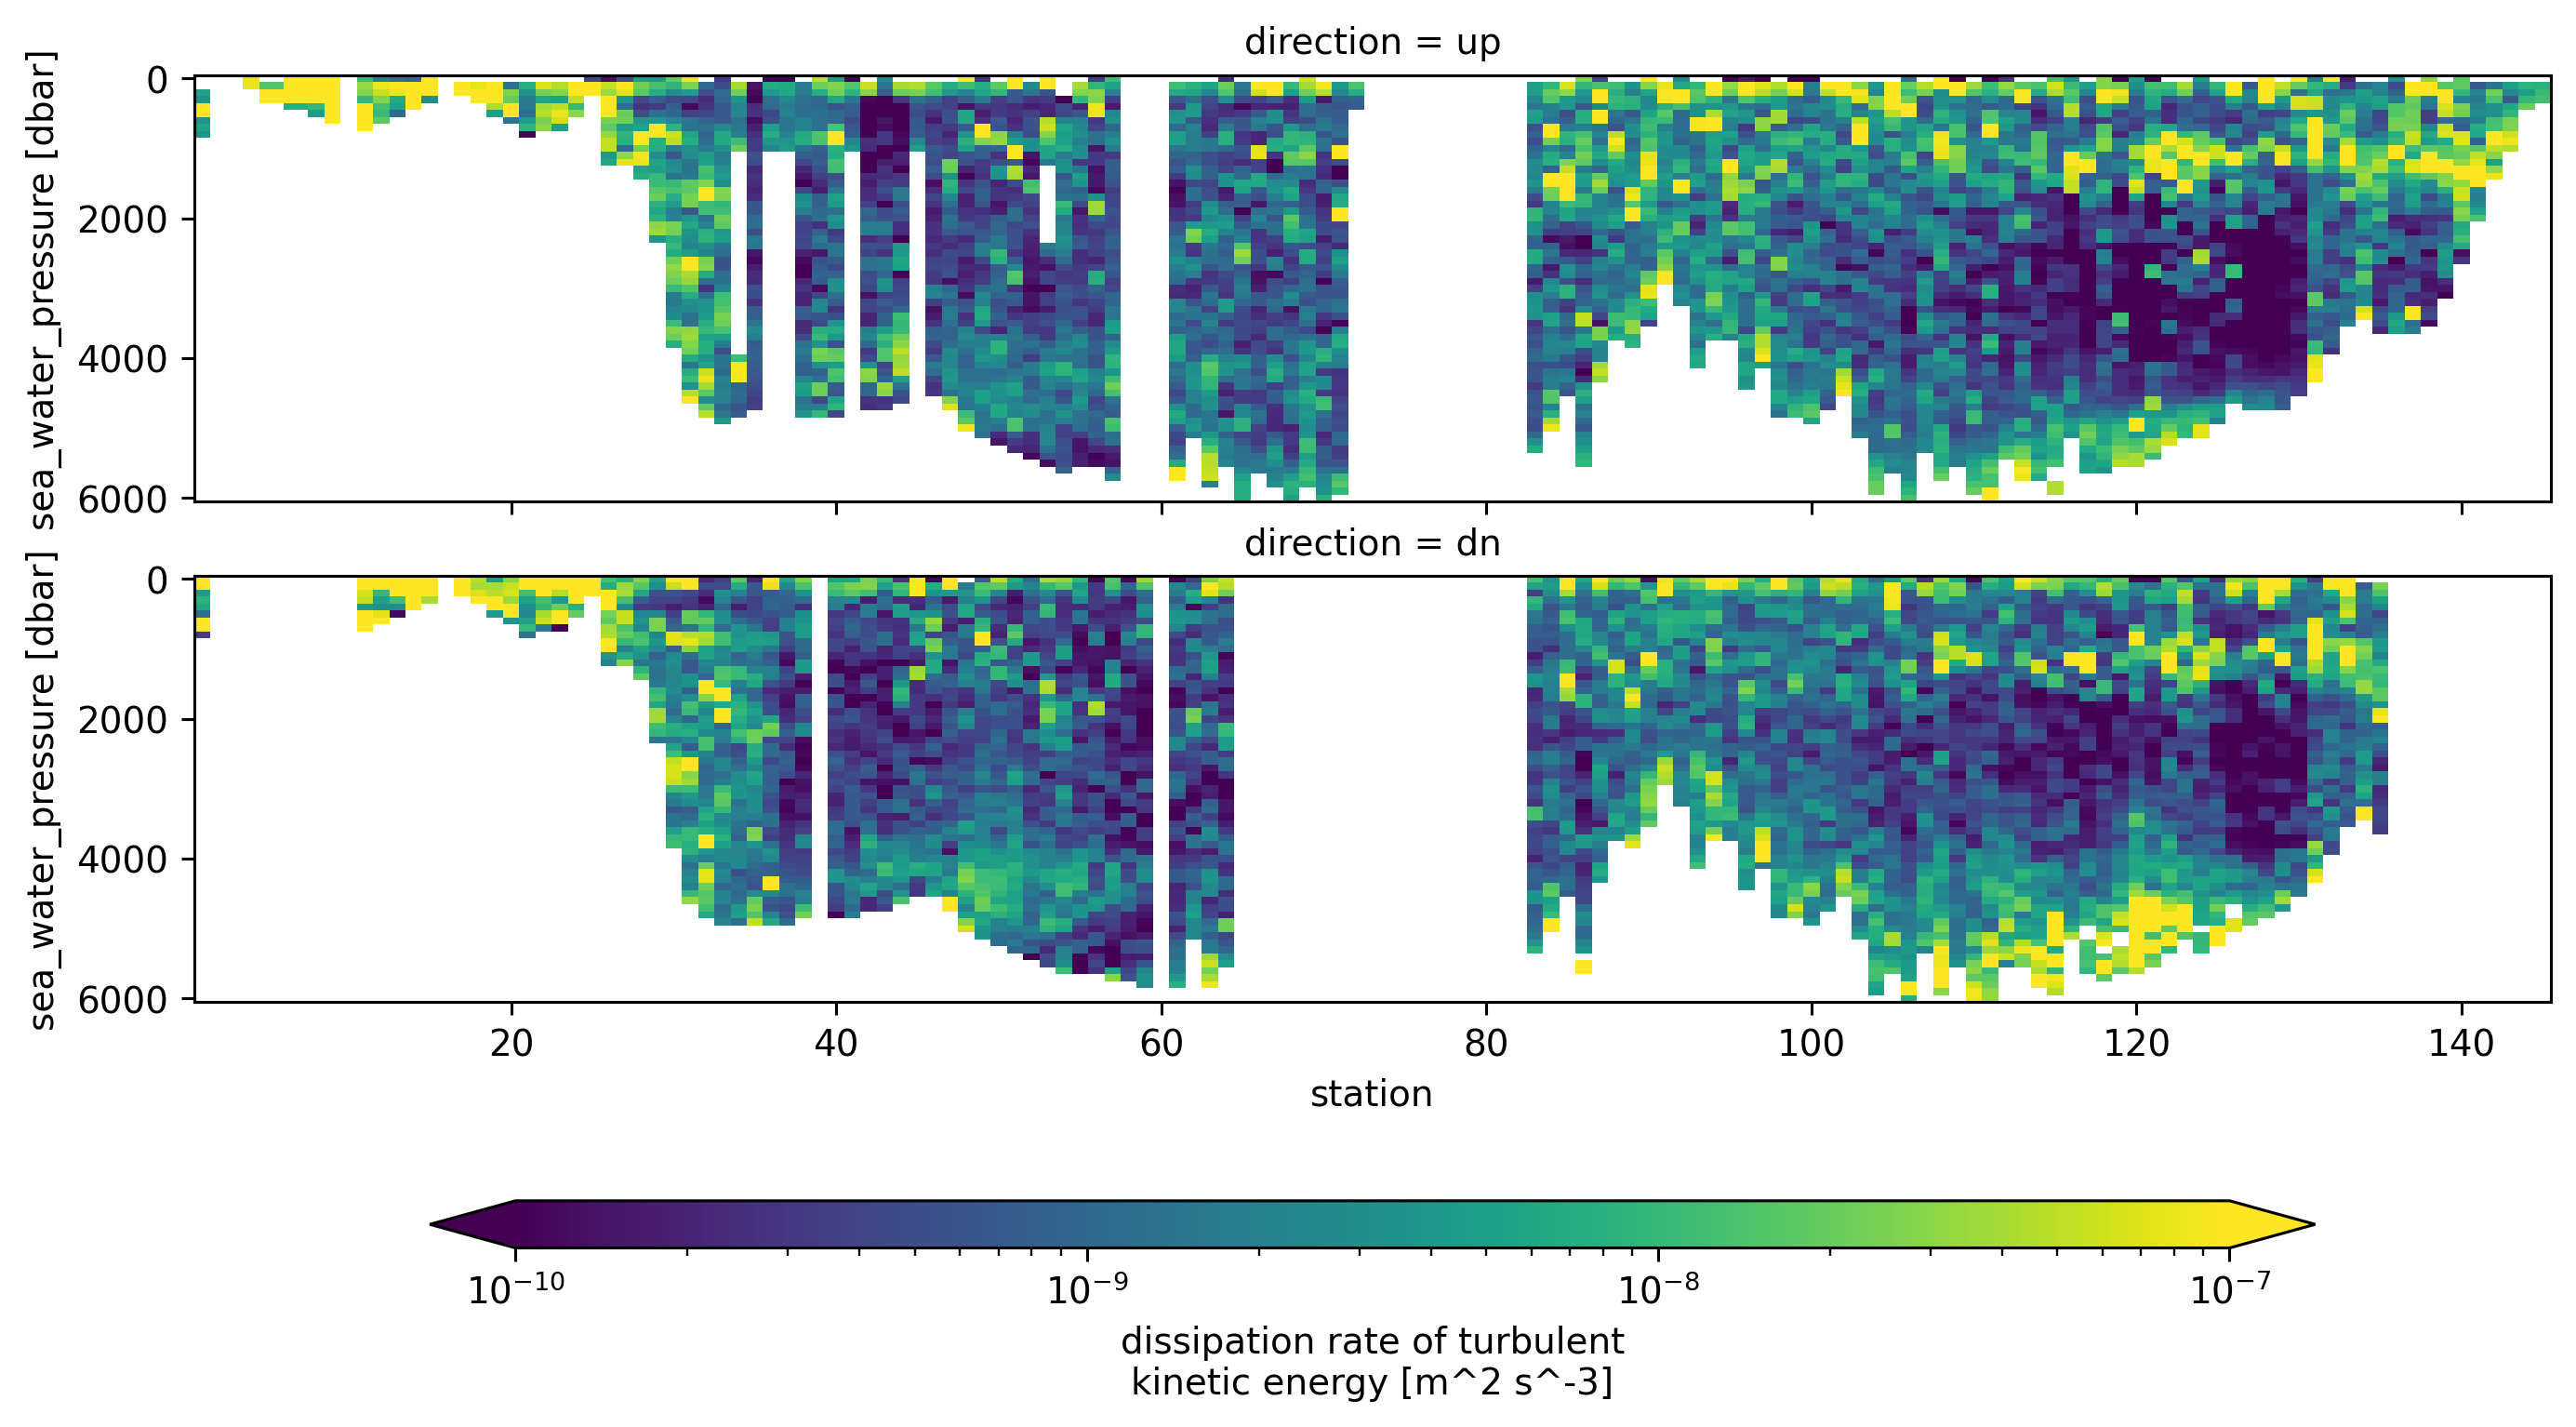 direction = up
sea_water_pressure [dbar]
0
2000
4000
6000
direction = dn
sea_water_pressure [dbar]
0
2000
4000
6000
20 40 60 80 100 120 140
station
10⁻¹⁰ 10⁻⁹ 10⁻⁸ 10⁻⁷
dissipation rate of turbulent
kinetic energy [m^2 s^-3]